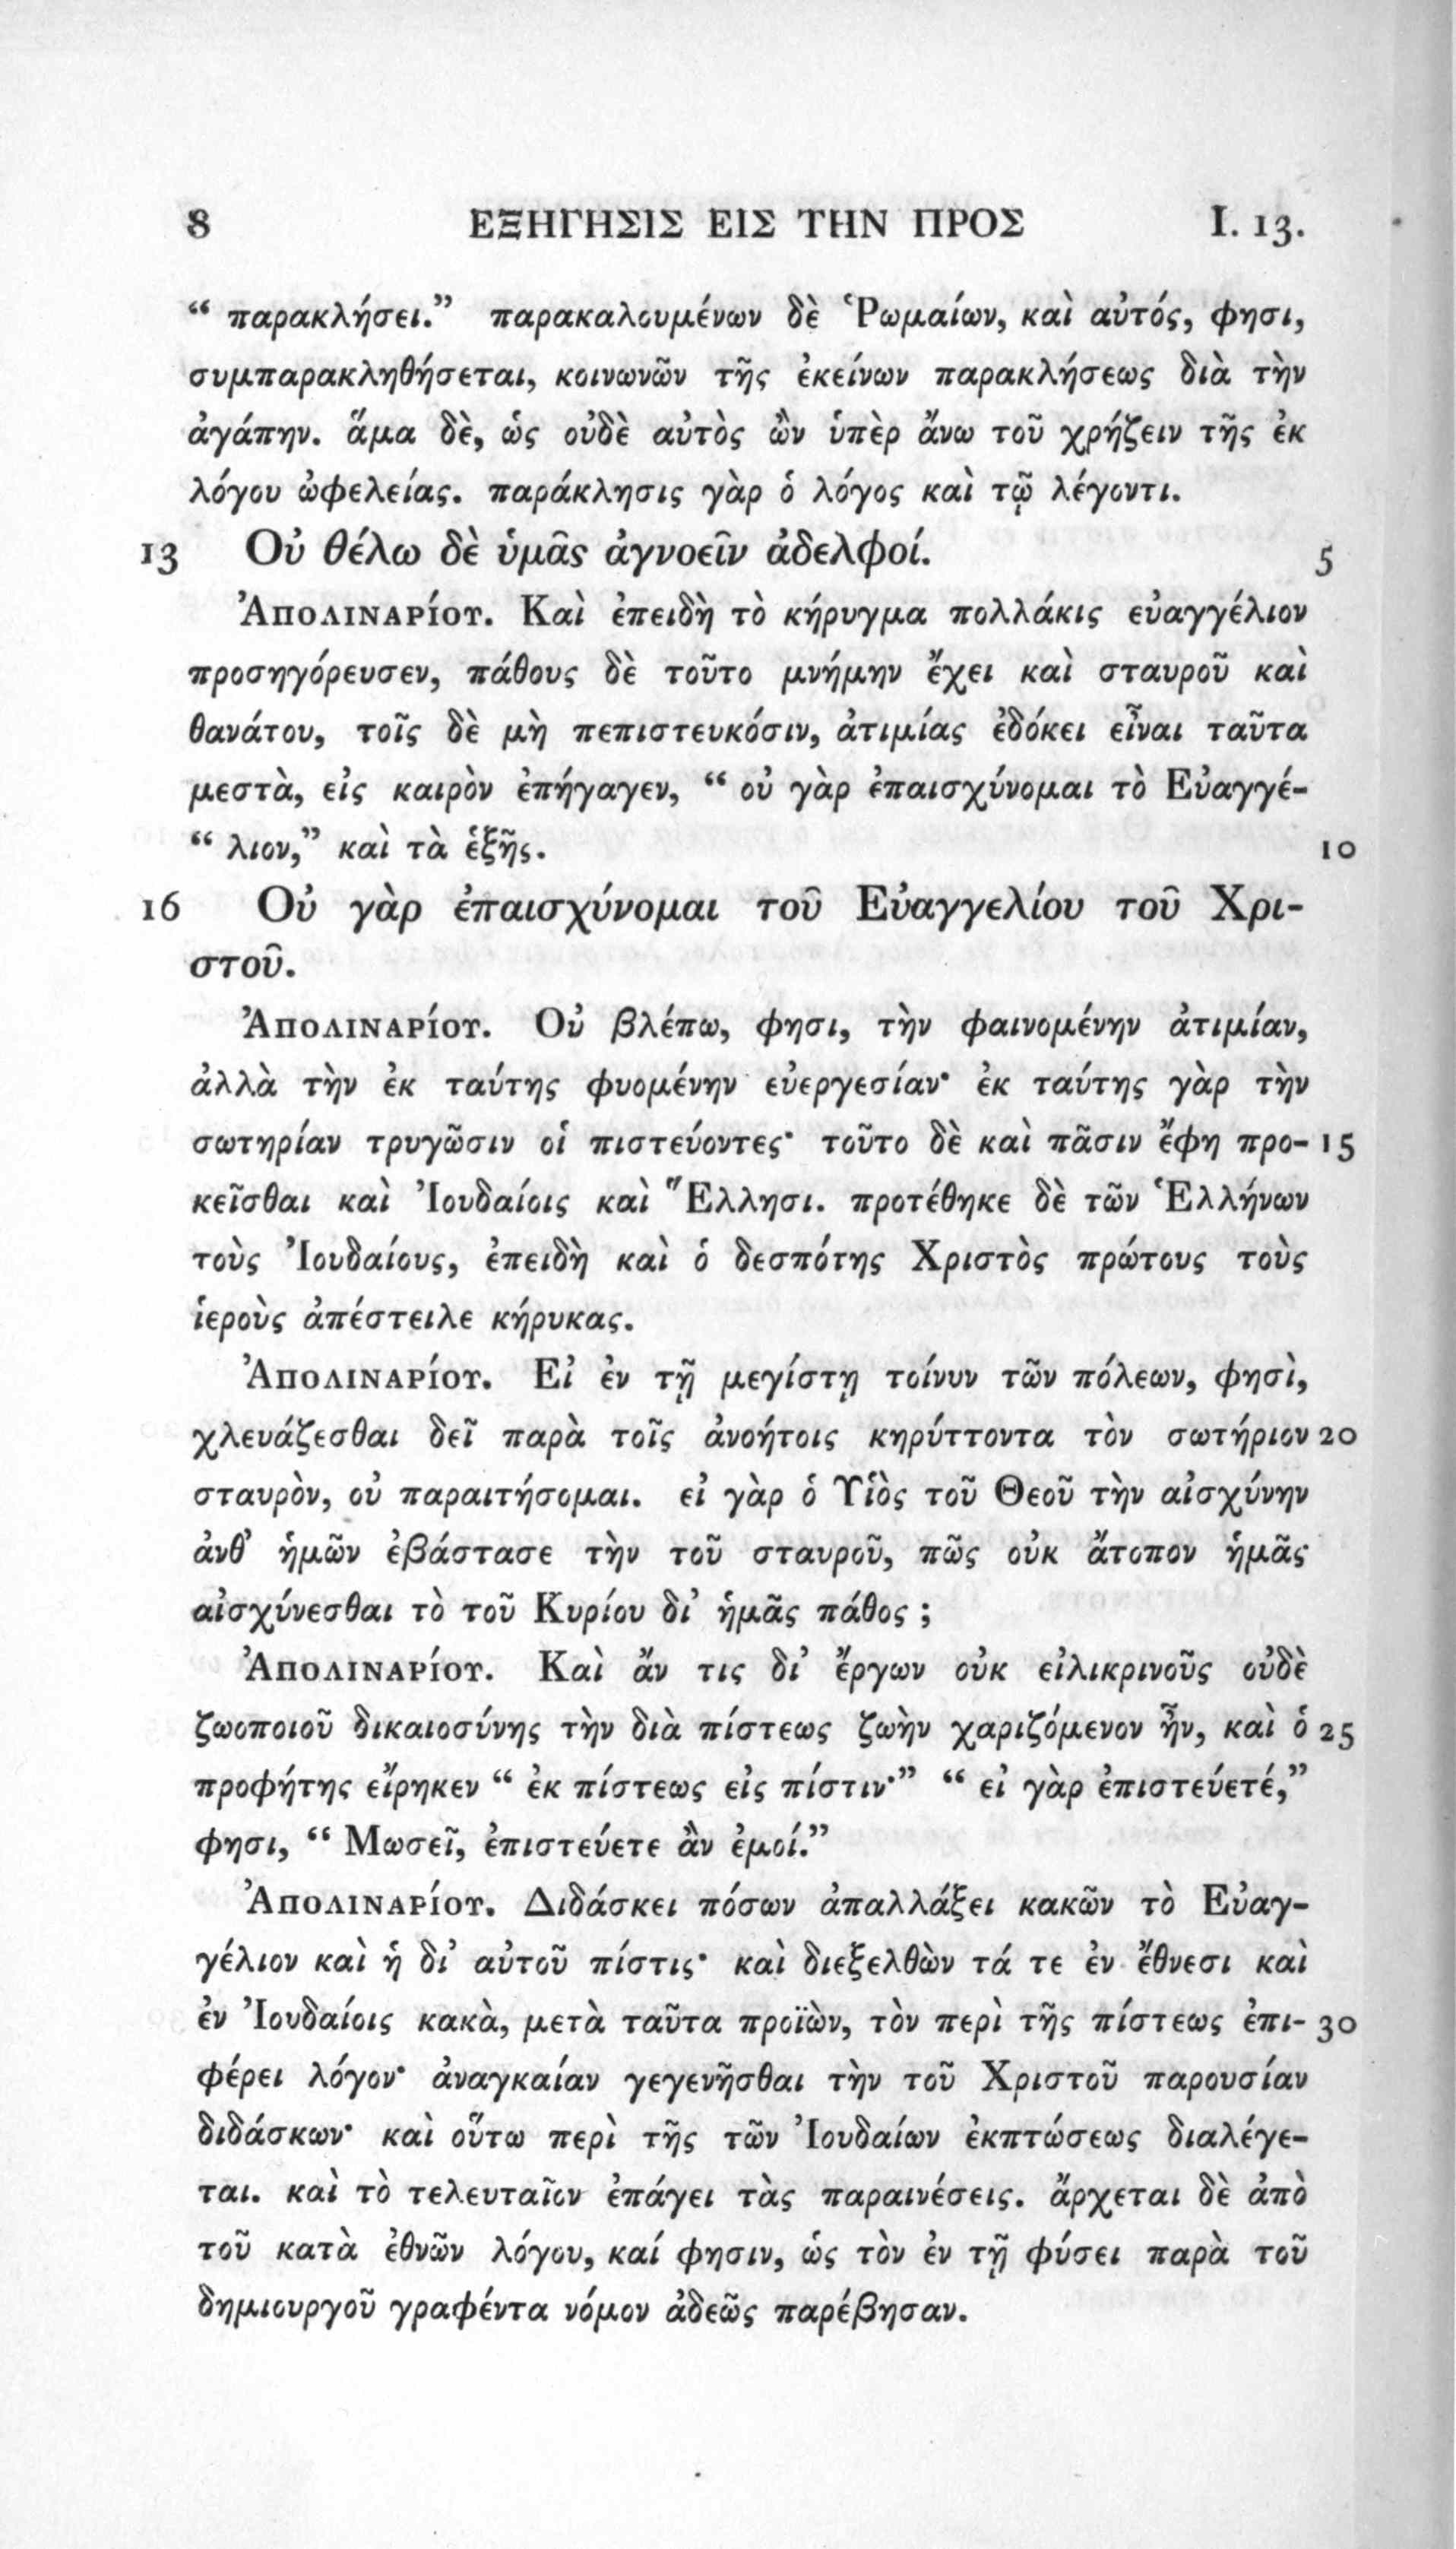 8 ΕΞΗΓΗΣΙΣ ΕΙΣ ΤΗΝ ΠΡΟΣ I. 13.
“ παρακλήσει.” παρακαλουμένων δὲ Ῥωμαίων, καὶ αὐτός, φησι,
συμπαρακληθήσεται, κοινωνῶν τῆς ἐκείνων παρακλήσεως διὰ τὴν
ἀγάπην. ἅμα δὲ, ὡς οὐδὲ αὐτὸς ὢν ὑπὲρ ἄνω τοῦ χρήζειν τῆς ἐκ
λόγου ὠφελείας. παράκλησις γὰρ ὁ λόγος καὶ τῷ λέγοντι.
13 Οὐ θέλω δὲ ὑμᾶς ἀγνοεῖν ἀδελφοί. 5
Ἀπολιναρίου. Καὶ ἐπειδὴ τὸ κήρυγμα πολλάκις εὐαγγέλιον
προσηγόρευσεν, πάθους δὲ τοῦτο μνήμην ἔχει καὶ σταυροῦ καὶ
θανάτου, τοῖς δὲ μὴ πεπιστευκόσιν, ἀτιμίας ἐδόκει εἶναι ταῦτα
μεστὰ, εἰς καιρὸν ἐπήγαγεν, “ οὐ γὰρ ἐπαισχύνομαι τὸ Εὐαγγέ-
“ λιον,” καὶ τὰ ἑξῆς. 10
16 Οὐ γὰρ ἐπαισχύνομαι τοῦ Εὐαγγελίου τοῦ Χρι-
στοῦ.
Ἀπολιναρίου. Οὐ βλέπω, φησι, τὴν φαινομένην ἀτιμίαν,
ἀλλὰ τὴν ἐκ ταύτης φυομένην εὐεργεσίαν· ἐκ ταύτης γὰρ τὴν
σωτηρίαν τρυγῶσιν οἱ πιστεύοντες· τοῦτο δὲ καὶ πᾶσιν ἔφη προ- 15
κεῖσθαι καὶ Ἰουδαίοις καὶ Ἕλλησι. προτέθηκε δὲ τῶν Ἑλλήνων
τοὺς Ἰουδαίους, ἐπειδὴ καὶ ὁ δεσπότης Χριστὸς πρώτους τοὺς
ἱεροὺς ἀπέστειλε κήρυκας.
Ἀπολιναρίου. Εἰ ἐν τῇ μεγίστῃ τοίνυν τῶν πόλεων, φησὶ,
χλευάζεσθαι δεῖ παρὰ τοῖς ἀνοήτοις κηρύττοντα τὸν σωτήριον 20
σταυρὸν, οὐ παραιτήσομαι. εἰ γὰρ ὁ Υἱὸς τοῦ Θεοῦ τὴν αἰσχύνην
ἀνθ’ ἡμῶν ἐβάστασε τὴν τοῦ σταυροῦ, πῶς οὐκ ἄτοπον ἡμᾶς
αἰσχύνεσθαι τὸ τοῦ Κυρίου δι’ ἡμᾶς πάθος ;
Ἀπολιναρίου. Καὶ ἄν τις δι’ ἔργων οὐκ εἰλικρινοῦς οὐδὲ
ζωοποιοῦ δικαιοσύνης τὴν διὰ πίστεως ζωὴν χαριζόμενον ἦν, καὶ ὁ 25
προφήτης εἴρηκεν “ ἐκ πίστεως εἰς πίστιν·” “ εἰ γὰρ ἐπιστεύετέ,”
φησι, “ Μωσεῖ, ἐπιστεύετε ἂν ἐμοί.”
Ἀπολιναρίου. Διδάσκει πόσων ἀπαλλάξει κακῶν τὸ Εὐαγ-
γέλιον καὶ ἡ δι’ αὐτοῦ πίστις· καὶ διεξελθὼν τά τε ἐν ἔθνεσι καὶ
ἐν Ἰουδαίοις κακὰ, μετὰ ταῦτα προϊὼν, τὸν περὶ τῆς πίστεως ἐπι- 30
φέρει λόγον· ἀναγκαίαν γεγενῆσθαι τὴν τοῦ Χριστοῦ παρουσίαν
διδάσκων· καὶ οὕτω περὶ τῆς τῶν Ἰουδαίων ἐκπτώσεως διαλέγε-
ται. καὶ τὸ τελευταῖον ἐπάγει τὰς παραινέσεις. ἄρχεται δὲ ἀπὸ
τοῦ κατὰ ἐθνῶν λόγου, καί φησιν, ὡς τὸν ἐν τῇ φύσει παρὰ τοῦ
δημιουργοῦ γραφέντα νόμον ἀδεῶς παρέβησαν.